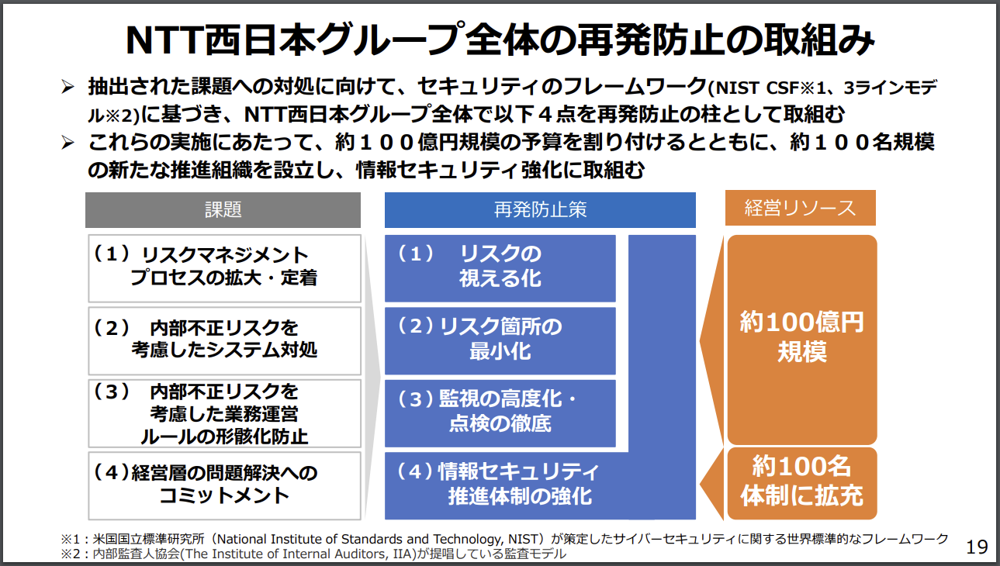 NTT西日本グループ全体の再発防止の取組み
➢ 抽出された課題への対処に向けて、セキュリティのフレームワーク(NIST CSF※1、3ラインモデ
ル※2)に基づき、NTT西日本グループ全体で以下４点を再発防止の柱として取組む
➢ これらの実施にあたって、約１００億円規模の予算を割り付けるとともに、約１００名規模
の新たな推進組織を設立し、情報セキュリティ強化に取組む
課題
（1）リスクマネジメント
プロセスの拡大・定着
（2） 内部不正リスクを
考慮したシステム対処
（3） 内部不正リスクを
考慮した業務運営
ルールの形骸化防止
（4）経営層の問題解決への
コミットメント
再発防止策
（1） リスクの
視える化
（2）リスク箇所の
最小化
（3）監視の高度化・
点検の徹底
（4）情報セキュリティ
推進体制の強化
経営リソース
約100億円
規模
約100名
体制に拡充
※1：米国国立標準研究所（National Institute of Standards and Technology, NIST）が策定したサイバーセキュリティに関する世界標準的なフレームワーク
※2：内部監査人協会(The Institute of Internal Auditors, IIA)が提唱している監査モデル
19